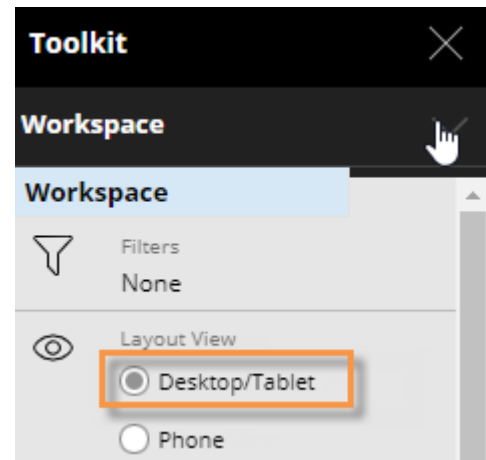 Toolkit
Workspace
Workspace
Filters
None
Layout View
Desktop/Tablet
Phone